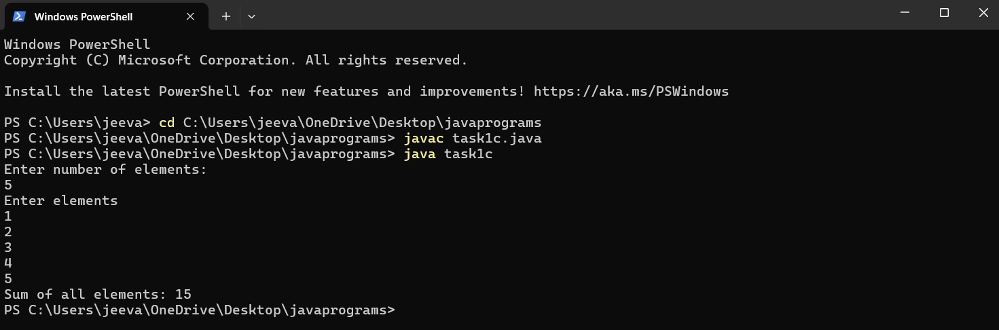 Windows PowerShell
Windows PowerShell
Copyright (C) Microsoft Corporation. All rights reserved.
Install the latest PowerShell for new features and improvements! https://aka.ms/PSWindows
PS C:\Users\jeeva> cd C:\Users\jeeva\OneDrive\Desktop\javaprograms
PS C:\Users\jeeva\OneDrive\Desktop\javaprograms> javac task1c.java
PS C:\Users\jeeva\OneDrive\Desktop\javaprograms> java task1c
Enter number of elements:
5
Enter elements
1
2
3
4
5
Sum of all elements: 15
PS C:\Users\jeeva\OneDrive\Desktop\javaprograms>